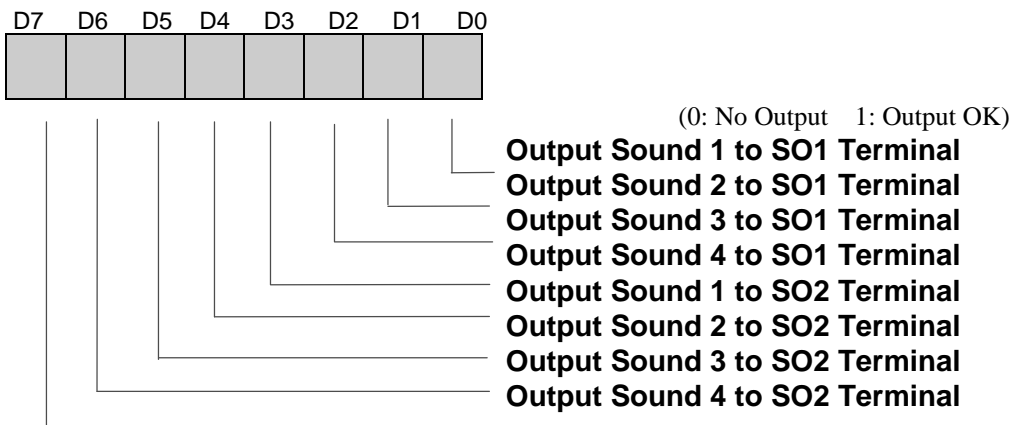 D7 D6 D5 D4 D3 D2 D1 D0
(0: No Output 1: Output OK)
Output Sound 1 to SO1 Terminal
Output Sound 2 to SO1 Terminal
Output Sound 3 to SO1 Terminal
Output Sound 4 to SO1 Terminal
Output Sound 1 to SO2 Terminal
Output Sound 2 to SO2 Terminal
Output Sound 3 to SO2 Terminal
Output Sound 4 to SO2 Terminal